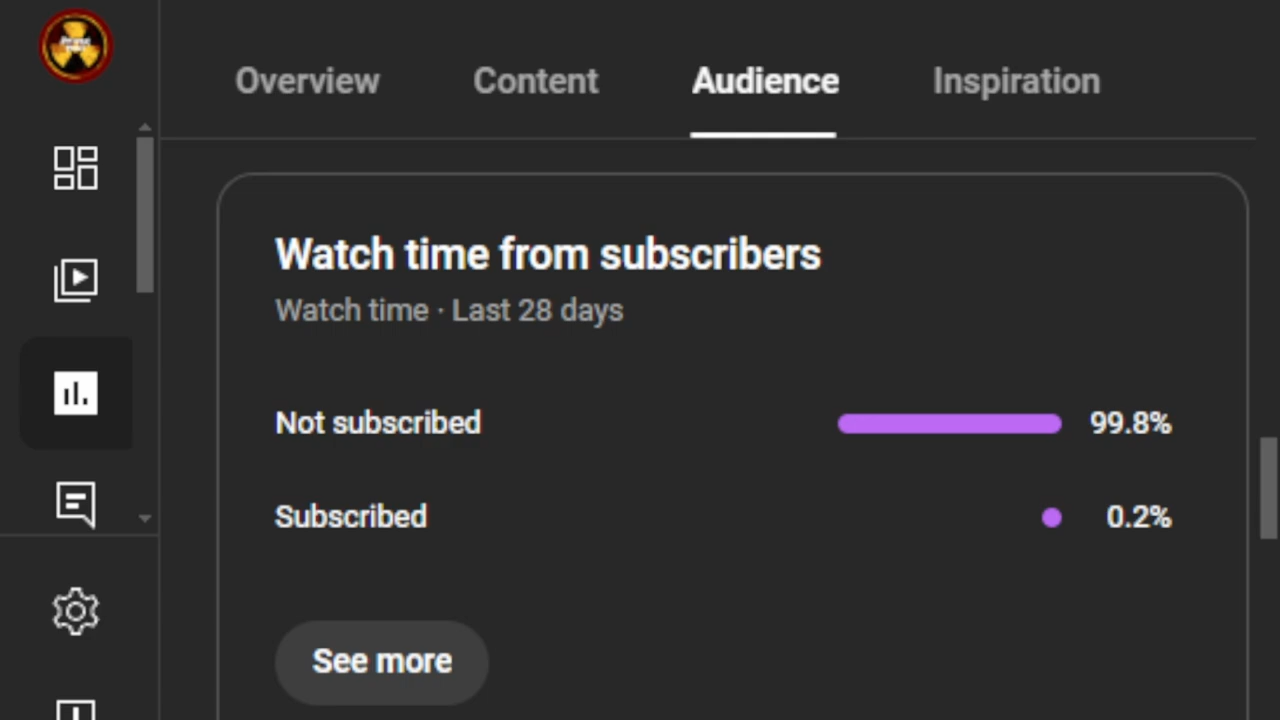 Overview Content Audience Inspiration
Watch time from subscribers
Watch time · Last 28 days
Not subscribed 99.8%
Subscribed 0.2%
See more